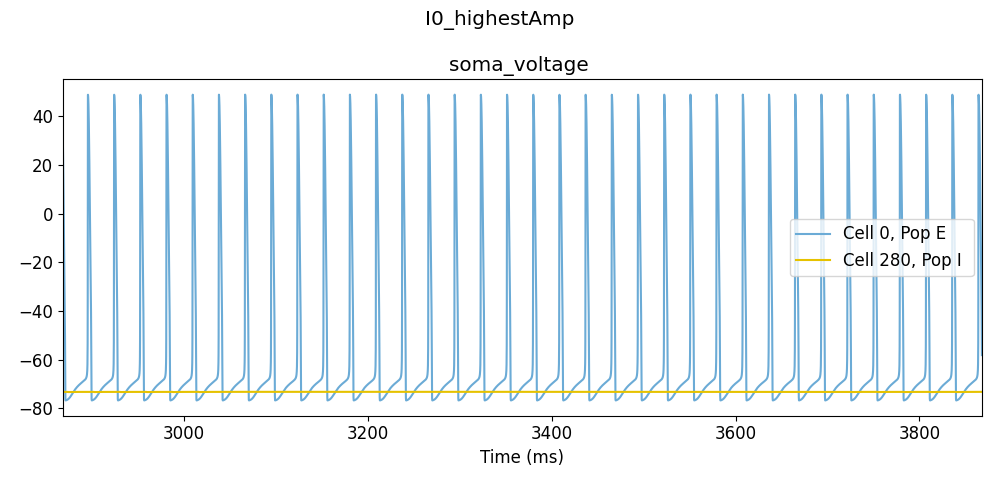 I0_highestAmp
soma_voltage
40
20
0
−20
−40
−60
−80
Cell 0, Pop E
Cell 280, Pop I
3000 3200 3400 3600 3800
Time (ms)